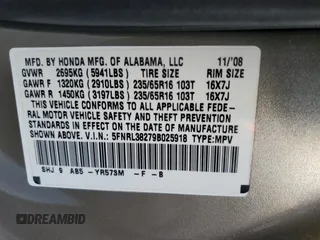 MFD. BY HONDA MFG. OF ALABAMA, LLC 11/'08
GVWR 2695KG (5941LBS) TIRE SIZE RIM SIZE
GAWR F 1320KG (2910LBS) 235/65R16 103T 16X7J
GAWR R 1450KG (3197LBS) 235/65R16 103T 16X7J
THIS VEHICLE CONFORMS TO ALL APPLICABLE FEDE-
RAL MOTOR VEHICLE SAFETY AND THEFT PREVENTION
STANDARDS IN EFFECT ON THE DATE OF MANUFACTURE
SHOWN ABOVE.
V.I.N: 5FNRL38279B025918 TYPE:MPV
SHJ 9 AB5 -YR573M -F -B
DREAMBID